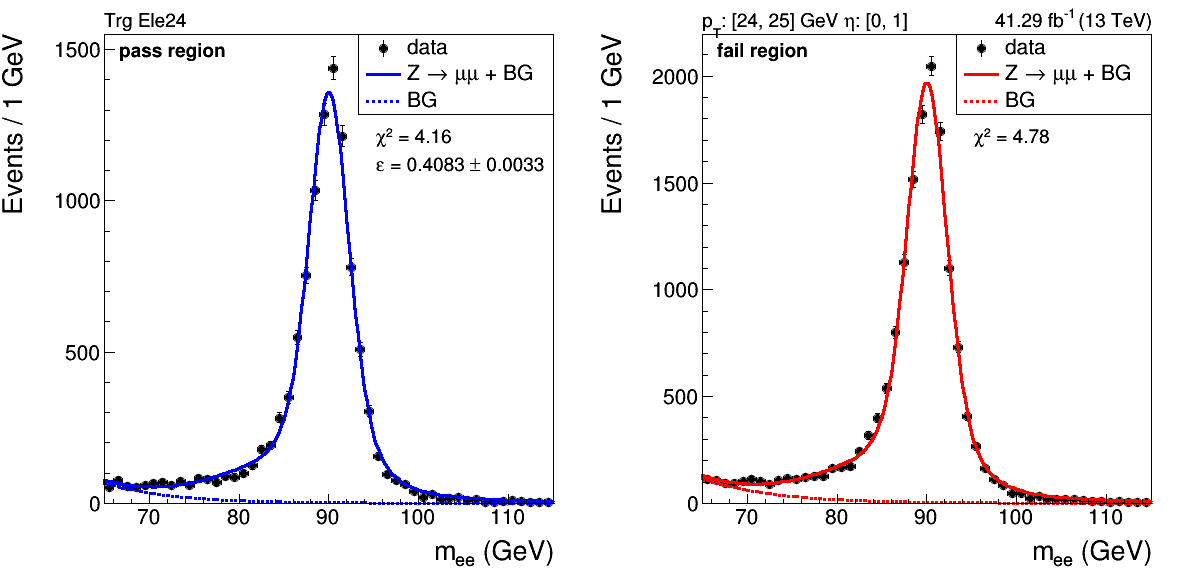 Trg Ele24
pass region
data
Z → μμ + BG
BG
χ² = 4.16
ε = 0.4083 ± 0.0033
Events / 1 GeV
1500
1000
500
0
70 80 90 100 110
m_ee (GeV)
p_T: [24, 25] GeV η: [0, 1] 41.29 fb⁻¹ (13 TeV)
fail region
data
Z → μμ + BG
BG
χ² = 4.78
Events / 1 GeV
2000
1500
1000
500
0
70 80 90 100 110
m_ee (GeV)